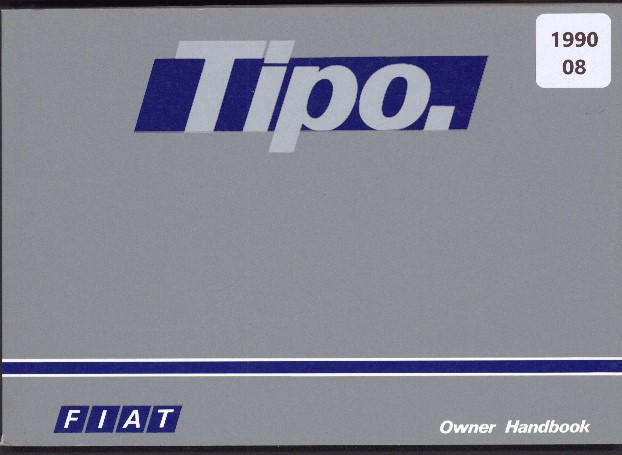 Tipo.
1990
08
FIAT
Owner Handbook